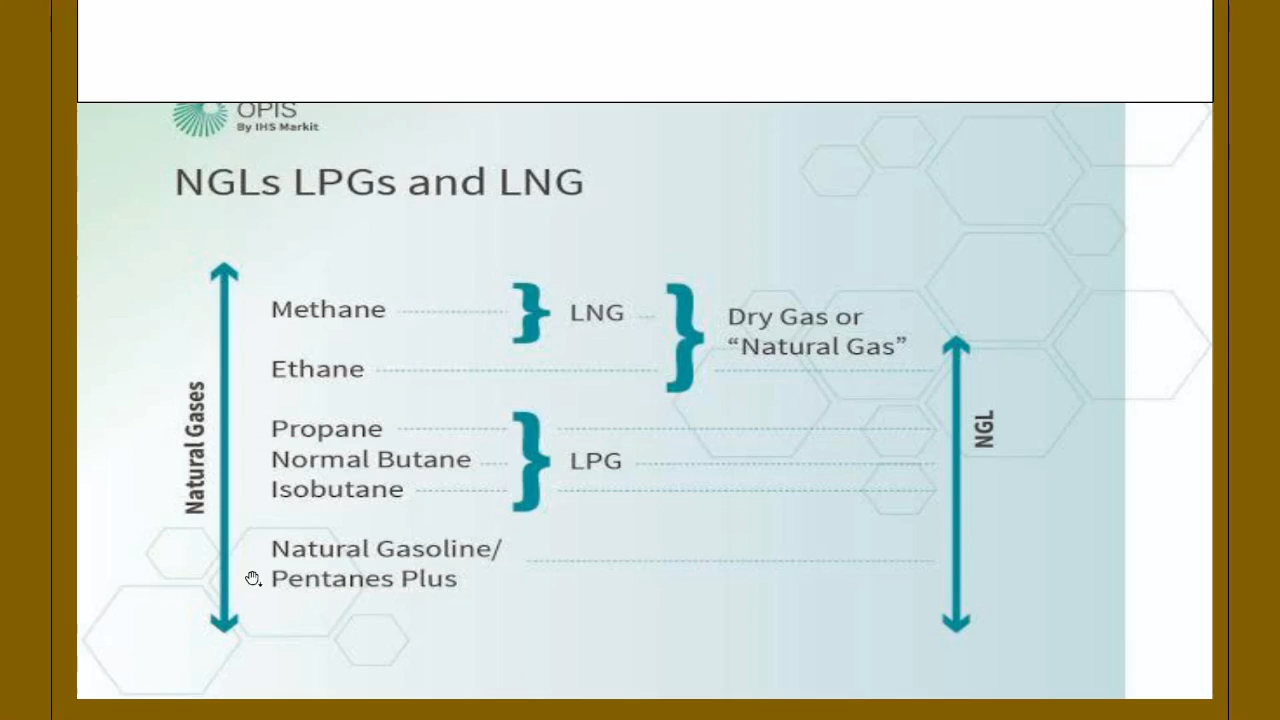 OPIS
By IHS Markit
NGLs LPGs and LNG
Natural Gases
Methane
LNG
Dry Gas or
“Natural Gas”
Ethane
Propane
Normal Butane
LPG
Isobutane
NGL
Natural Gasoline/
Pentanes Plus